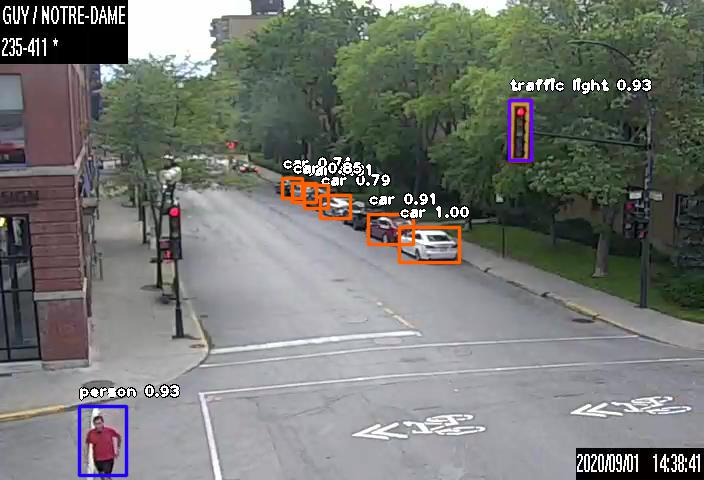 GUY / NOTRE-DAME
235-411 *
traffic light 0.93
car 0.79
car 0.91
car 1.00
person 0.93
2020/09/01 14:38:41